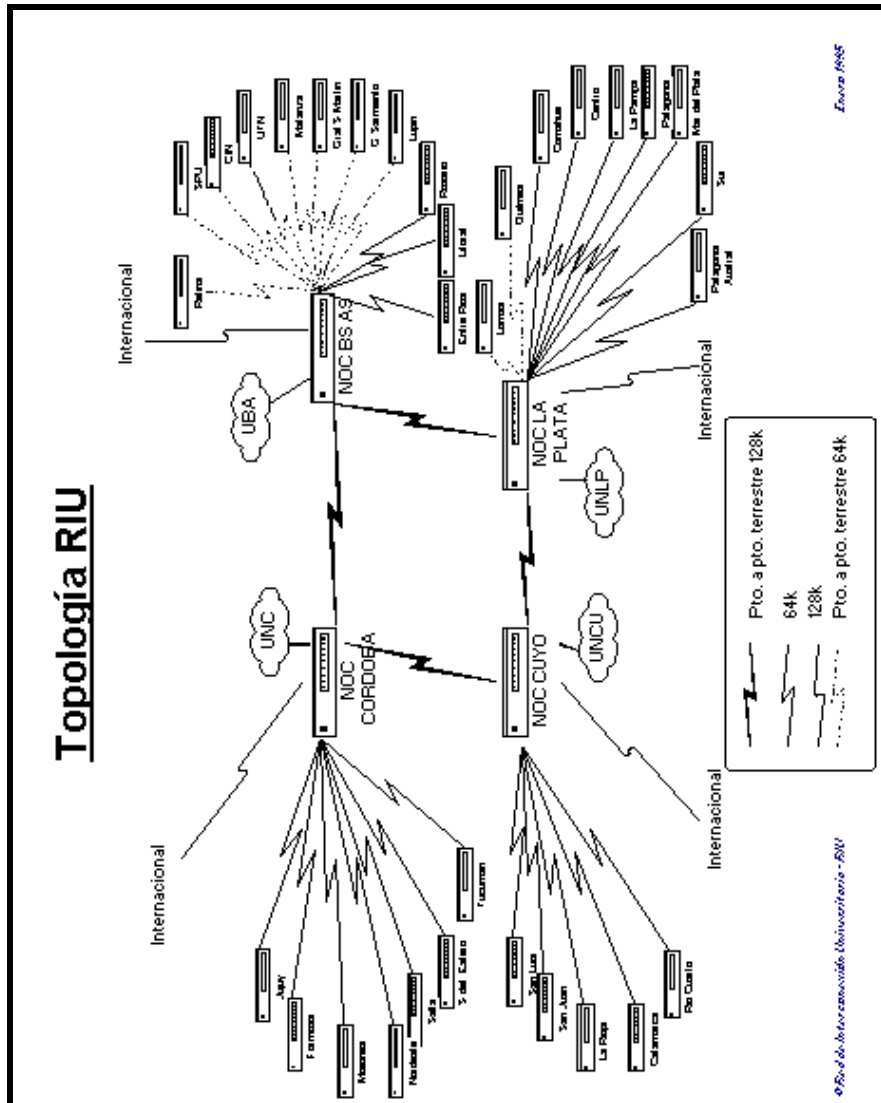 Topología RIU
Internacional
Internacional
UNC
UBA
Retina
SPU
CIN
UTN
Matanza
Gral S Martin
G Sarmiento
Lujan
Rosario
Litoral
Entre Rios
NOC BS AS
NOC
CORDOBA
Jujuy
Formosa
Misiones
Nordeste
Salta
S del Estero
Tucuman
San Luis
San Juan
La Rioja
Catamarca
Rio Cuarto
NOC CUYO
UNCU
NOC LA
PLATA
UNLP
Lomas
Quilmes
Comahue
Centro
La Pampa
Patagonia
Mar del Plata
Sur
Patagonia
Austral
Internacional
Internacional
Pto. a pto. terrestre 128k
64k
128k
Pto. a pto. terrestre 64k
© Red de Interconexión Universitaria - RIU
Enero 1995